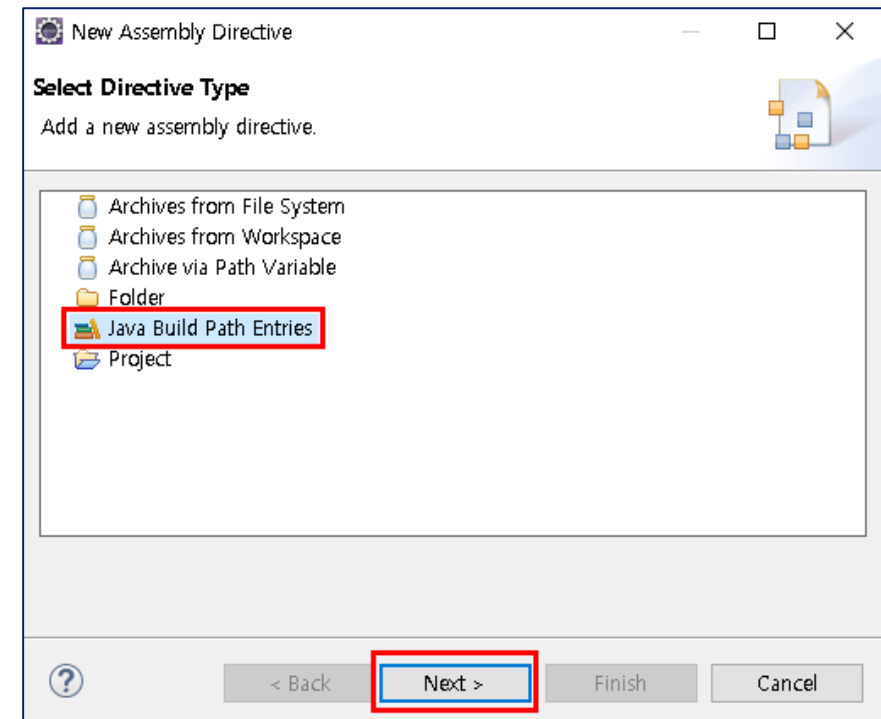 New Assembly Directive
Select Directive Type
Add a new assembly directive.
Archives from File System
Archives from Workspace
Archive via Path Variable
Folder
Java Build Path Entries
Project
? < Back Next > Finish Cancel